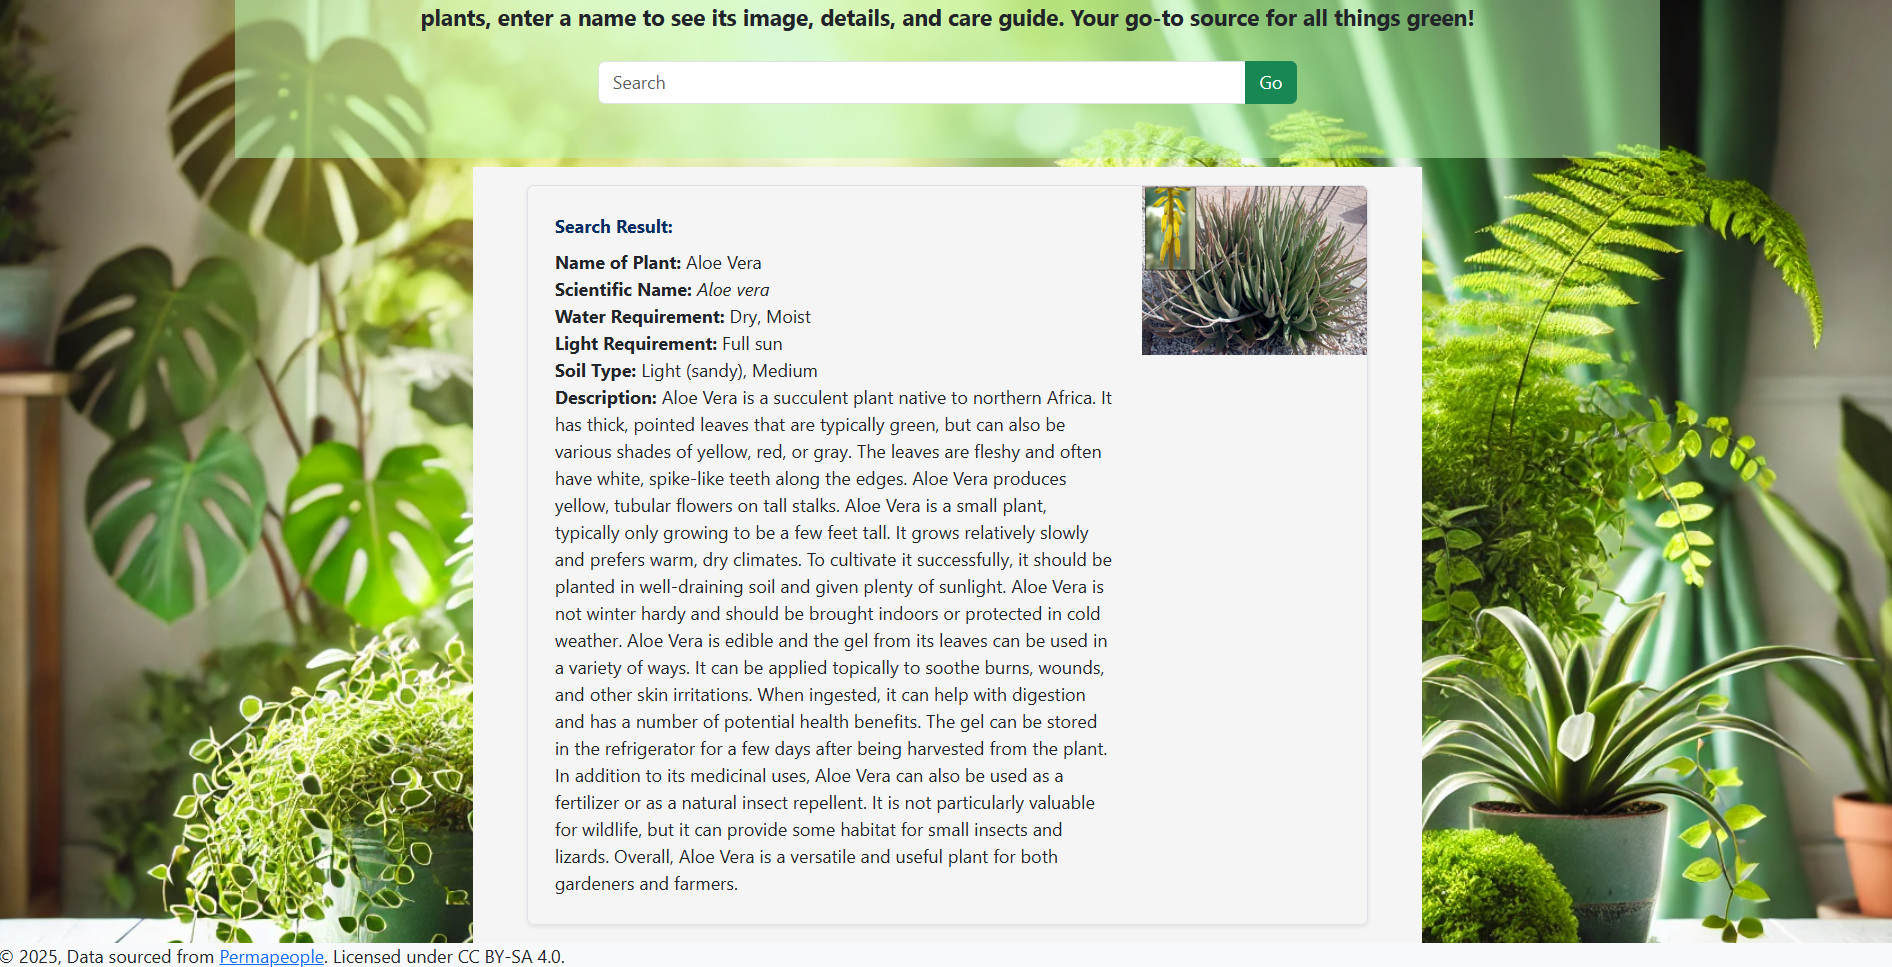 plants, enter a name to see its image, details, and care guide. Your go-to source for all things green!
Search
Go
Search Result:
Name of Plant: Aloe Vera
Scientific Name: Aloe vera
Water Requirement: Dry, Moist
Light Requirement: Full sun
Soil Type: Light (sandy), Medium
Description: Aloe Vera is a succulent plant native to northern Africa. It
has thick, pointed leaves that are typically green, but can also be
various shades of yellow, red, or gray. The leaves are fleshy and often
have white, spike-like teeth along the edges. Aloe Vera produces
yellow, tubular flowers on tall stalks. Aloe Vera is a small plant,
typically only growing to be a few feet tall. It grows relatively slowly
and prefers warm, dry climates. To cultivate it successfully, it should be
planted in well-draining soil and given plenty of sunlight. Aloe Vera is
not winter hardy and should be brought indoors or protected in cold
weather. Aloe Vera is edible and the gel from its leaves can be used in
a variety of ways. It can be applied topically to soothe burns, wounds,
and other skin irritations. When ingested, it can help with digestion
and has a number of potential health benefits. The gel can be stored
in the refrigerator for a few days after being harvested from the plant.
In addition to its medicinal uses, Aloe Vera can also be used as a
fertilizer or as a natural insect repellent. It is not particularly valuable
for wildlife, but it can provide some habitat for small insects and
lizards. Overall, Aloe Vera is a versatile and useful plant for both
gardeners and farmers.
© 2025, Data sourced from Permapeople. Licensed under CC BY-SA 4.0.